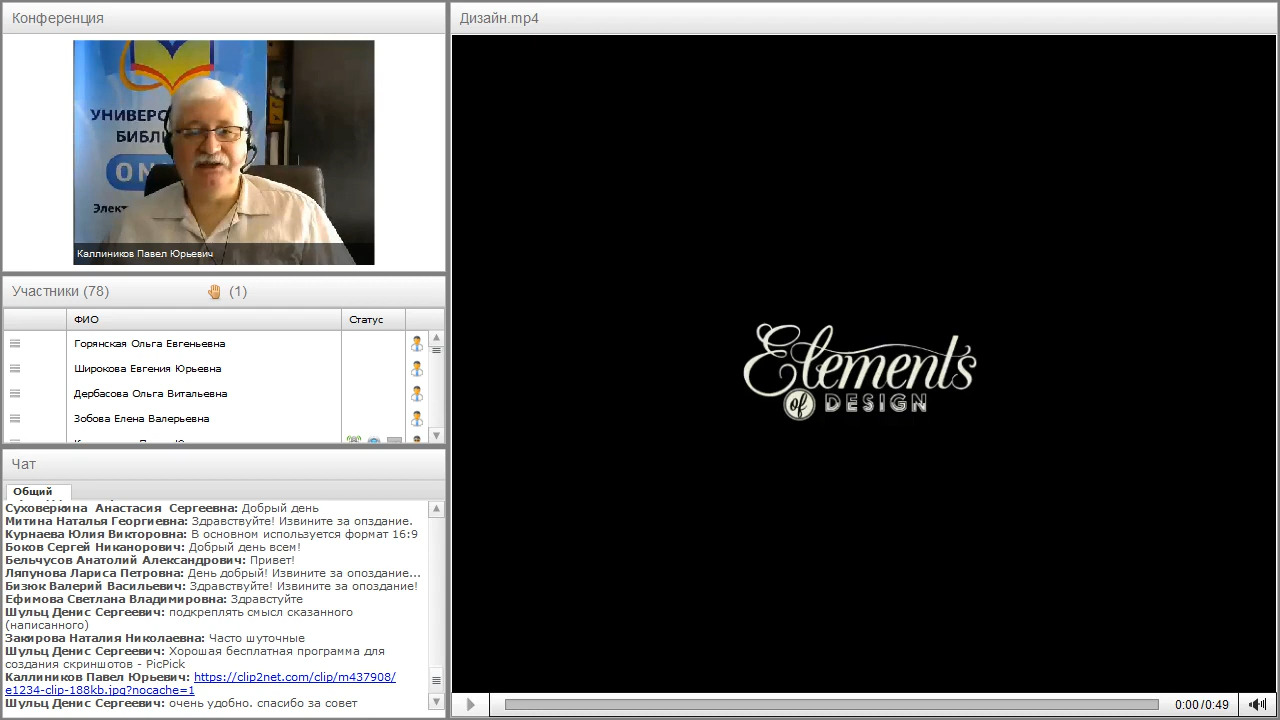 Конференция
УНИВЕРС
БИБЛИ
ON
Элект
Каллиников Павел Юрьевич
Участники (78)
(1)
ФИО
Статус
Горянская Ольга Евгеньевна
Широкова Евгения Юрьевна
Дербасова Ольга Витальевна
Зобова Елена Валерьевна
Чат
Общий
Суховеркина Анастасия Сергеевна: Добрый день
Митина Наталья Георгиевна: Здравствуйте! Извините за опздание.
Курнаева Юлия Викторовна: В основном используется формат 16:9
Боков Сергей Никанорович: Добрый день всем!
Бельчусов Анатолий Александрович: Привет!
Ляпунова Лариса Петровна: День добрый! Извините за опоздание...
Бизюк Валерий Васильевич: Здравствуйте! Извините за опоздание!
Ефимова Светлана Владимировна: Здравстуйте
Шульц Денис Сергеевич: подкреплять смысл сказанного
(написанного)
Закирова Наталия Николаевна: Часто шуточные
Шульц Денис Сергеевич: Хорошая бесплатная программа для
создания скриншотов - PicPick
Каллиников Павел Юрьевич: https://clip2net.com/clip/m437908/
e1234-clip-188kb.jpg?nocache=1
Шульц Денис Сергеевич: Учень удобно. спасибо за совет
Дизайн.mp4
Elements
of DESIGN
0:00/0:49